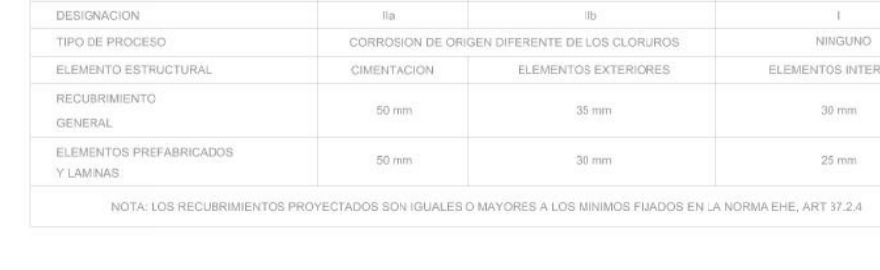 DESIGNACION IIa IIb I
TIPO DE PROCESO CORROSION DE ORIGEN DIFERENTE DE LOS CLORUROS NINGUNO
ELEMENTO ESTRUCTURAL CIMENTACION ELEMENTOS EXTERIORES ELEMENTOS INTER
RECUBRIMIENTO
GENERAL 50 mm 35 mm 30 mm
ELEMENTOS PREFABRICADOS
Y LAMINAS 50 mm 30 mm 25 mm
NOTA: LOS RECUBRIMIENTOS PROYECTADOS SON IGUALES O MAYORES A LOS MINIMOS FIJADOS EN LA NORMA EHE, ART 37.2.4